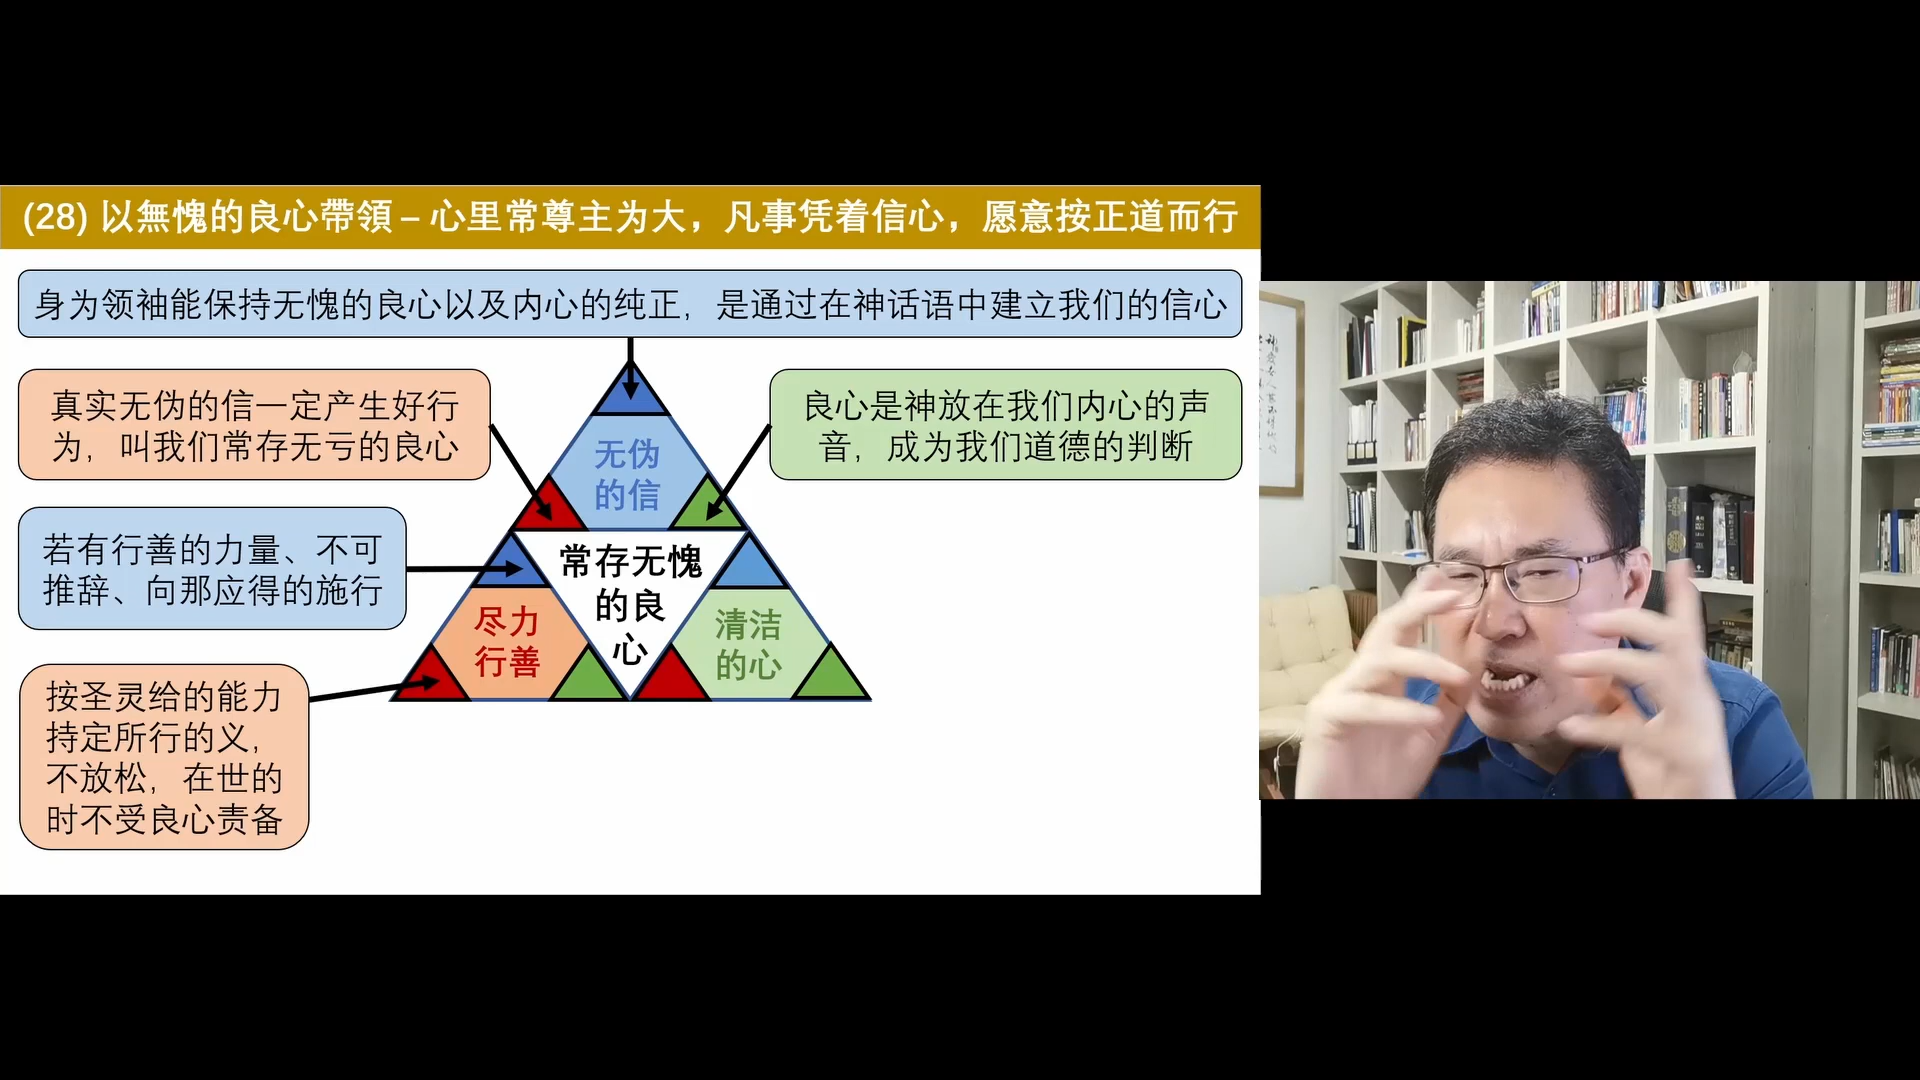 (28) 以無愧的良心帶領 – 心里常尊主为大，凡事凭着信心，愿意按正道而行
身为领袖能保持无愧的良心以及内心的纯正，是通过在神话语中建立我们的信心
真实无伪的信一定产生好行
为，叫我们常存无亏的良心
良心是神放在我们内心的声
音，成为我们道德的判断
无伪
的信
若有行善的力量、不可
推辞、向那应得的施行
常存无愧
的良
心
尽力
行善
清洁
的心
按圣灵给的能力
持定所行的义，
不放松，在世的
时不受良心责备